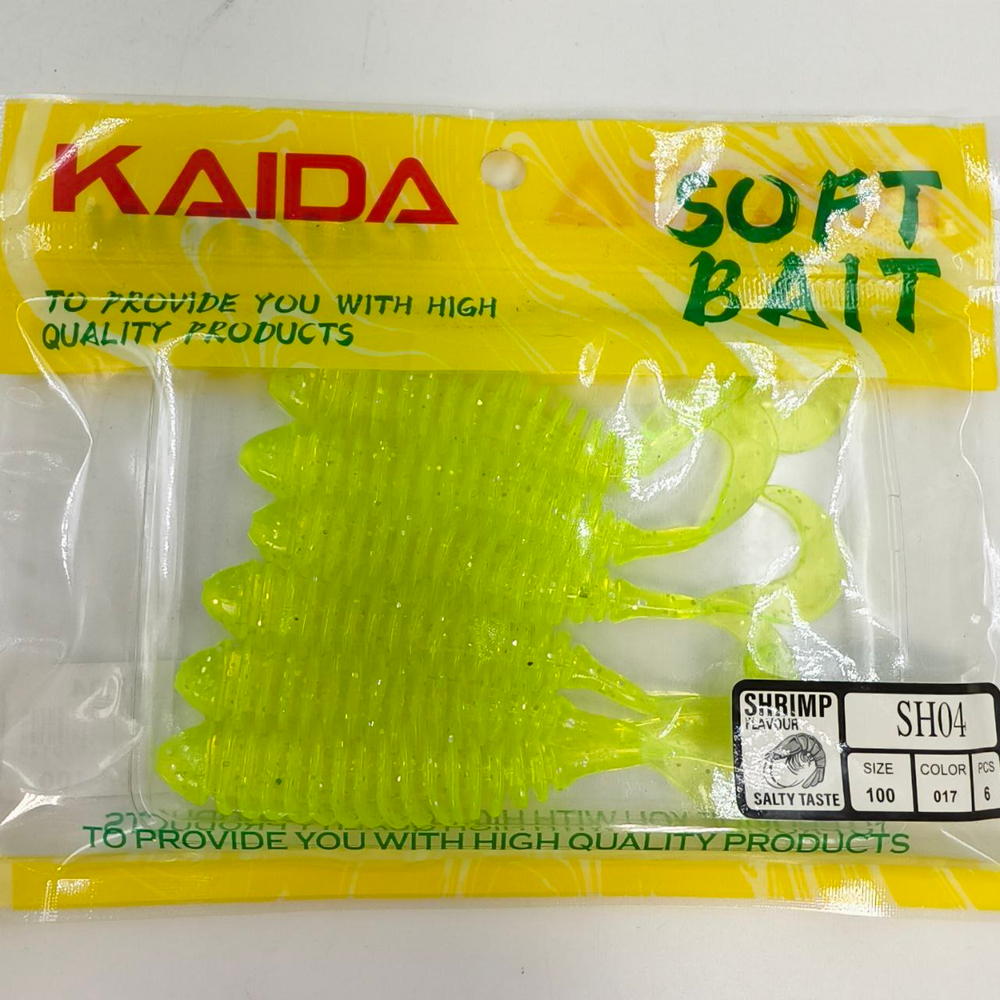 KAIDA
SOFT
BAIT
TO PROVIDE YOU WITH HIGH
QUALITY PRODUCTS
SHRIMP
FLAVOUR
SALTY TASTE
SH04
SIZE
100
COLOR
017
PCS
6
TO PROVIDE YOU WITH HIGH QUALITY PRODUCTS